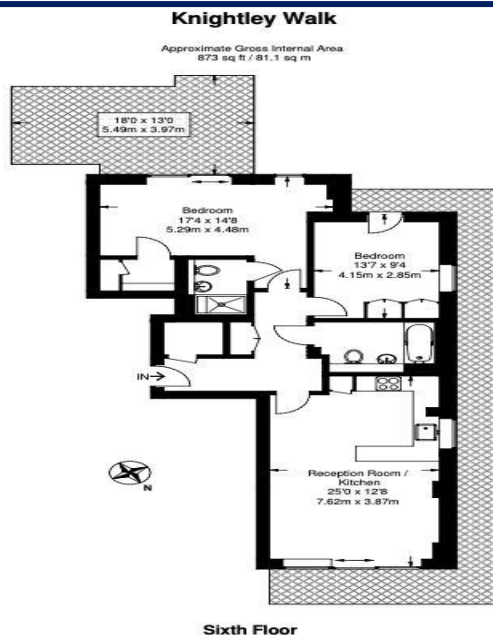 Knightley Walk
Approximate Gross Internal Area
873 sq ft / 81.1 sq m
18'0 x 13'0
5.49m x 3.97m
Bedroom
17'4 x 14'8
5.29m x 4.48m
Bedroom
13'7 x 9'4
4.15m x 2.85m
IN
N
Reception Room /
Kitchen
25'0 x 12'8
7.62m x 3.87m
Sixth Floor